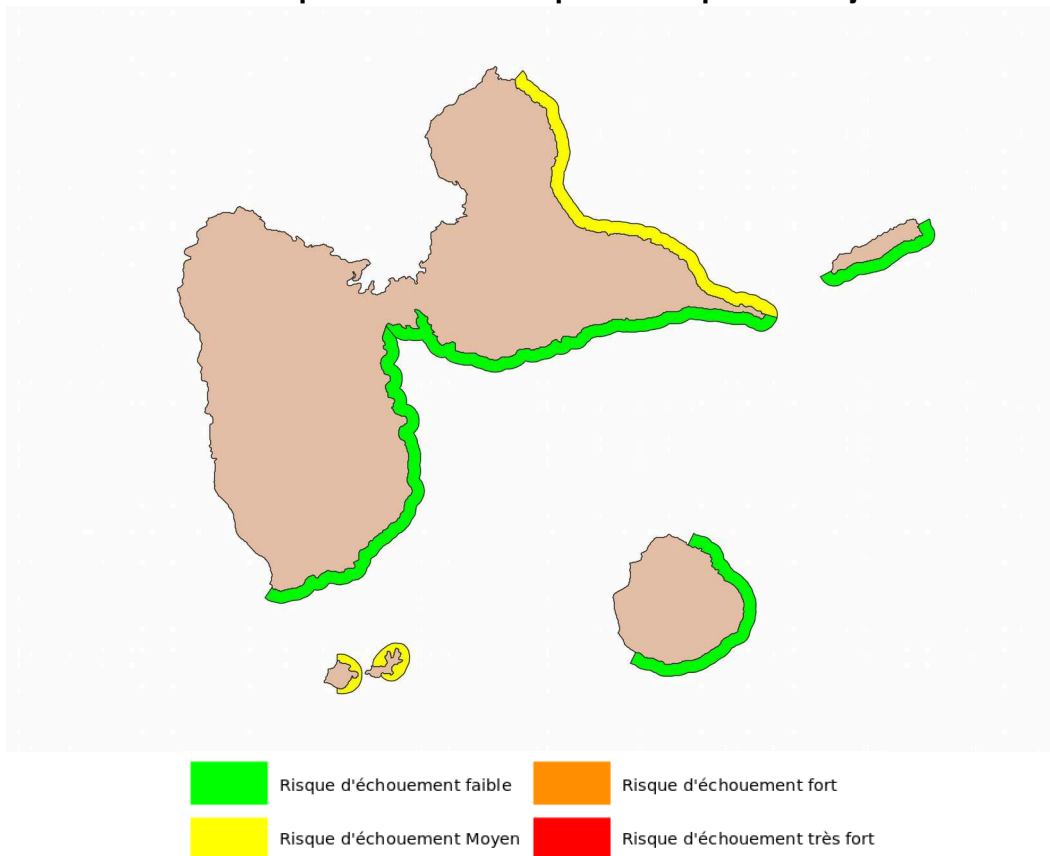 Risque d'échouement faible
Risque d'échouement fort
Risque d'échouement Moyen
Risque d'échouement très fort